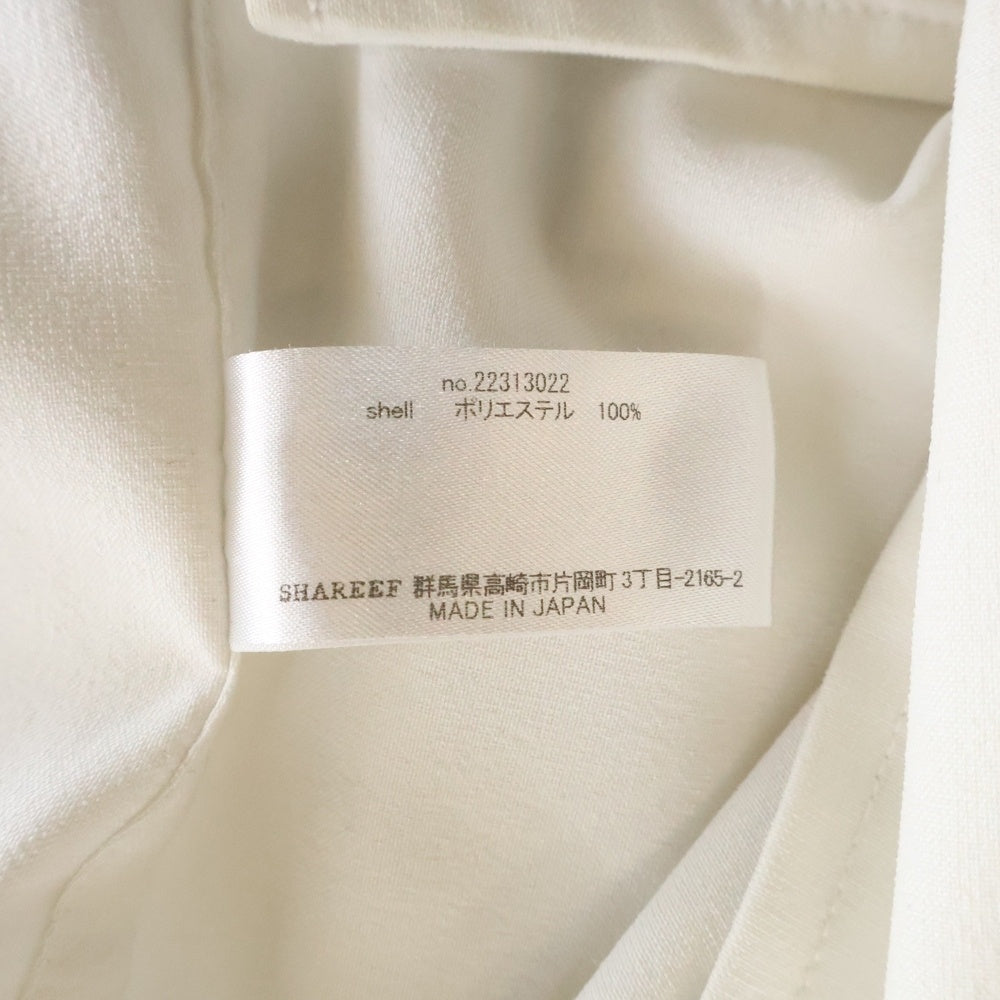 no.22313022
shell ポリエステル 100%
SHAREEF 群馬県高崎市片岡町3丁目-2165-2
MADE IN JAPAN